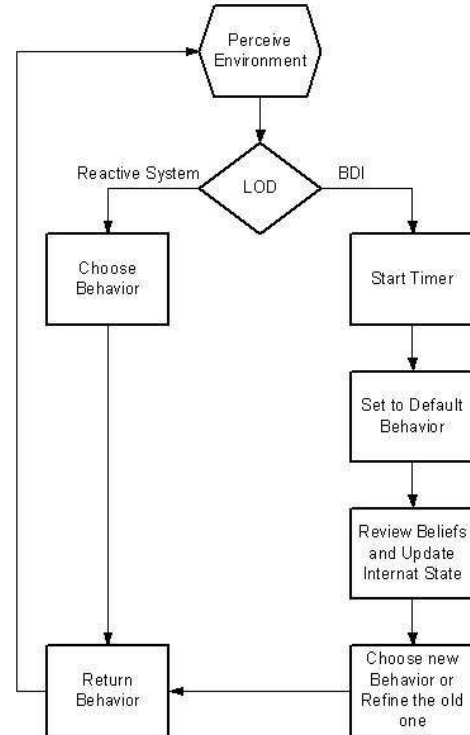 Perceive
Environment
Reactive System
LOD
BDI
Choose
Behavior
Start Timer
Set to Default
Behavior
Review Beliefs
and Update
Internat State
Return
Behavior
Choose new
Behavior or
Refine the old
one